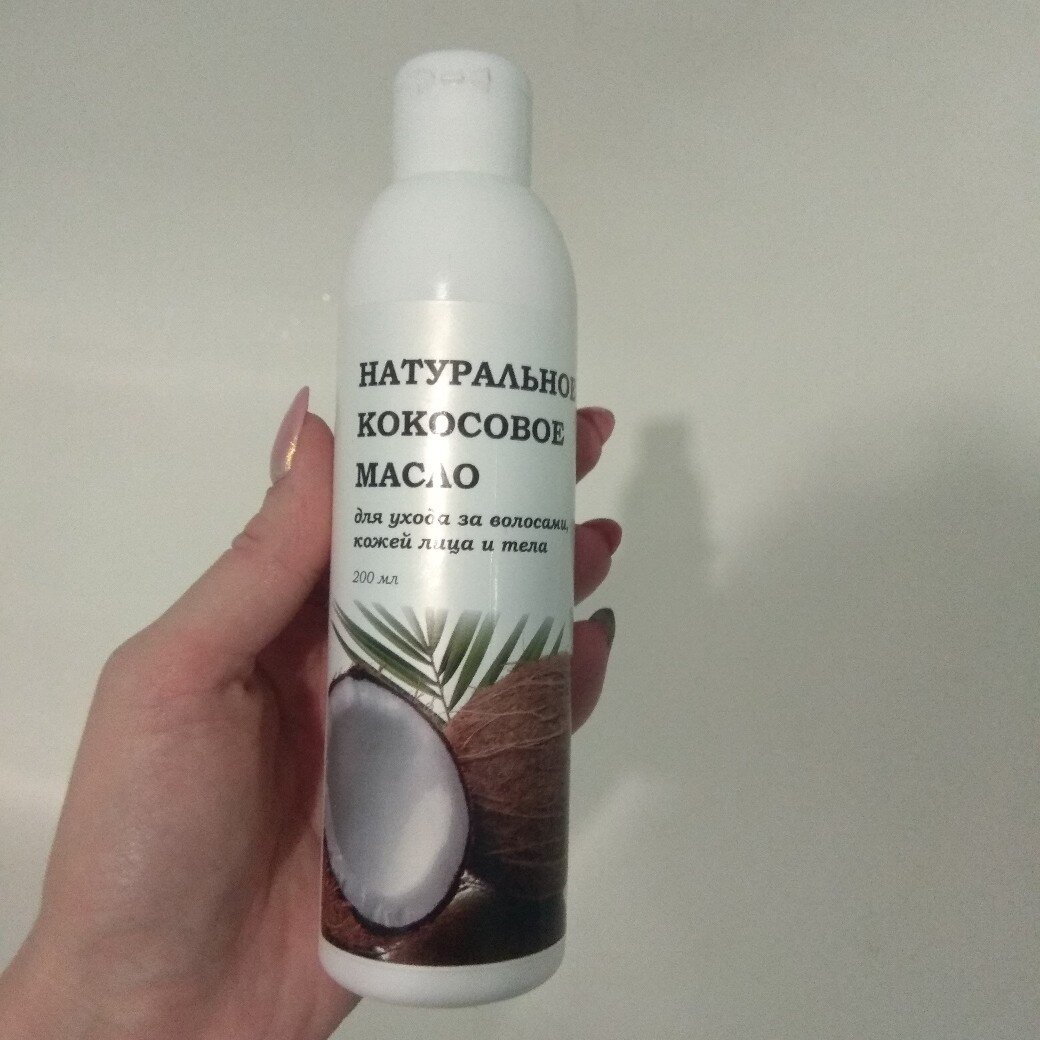 НАТУРАЛЬНОЕ
КОКОСОВОЕ
МАСЛО
для ухода за волосами,
кожей лица и тела
200 мл